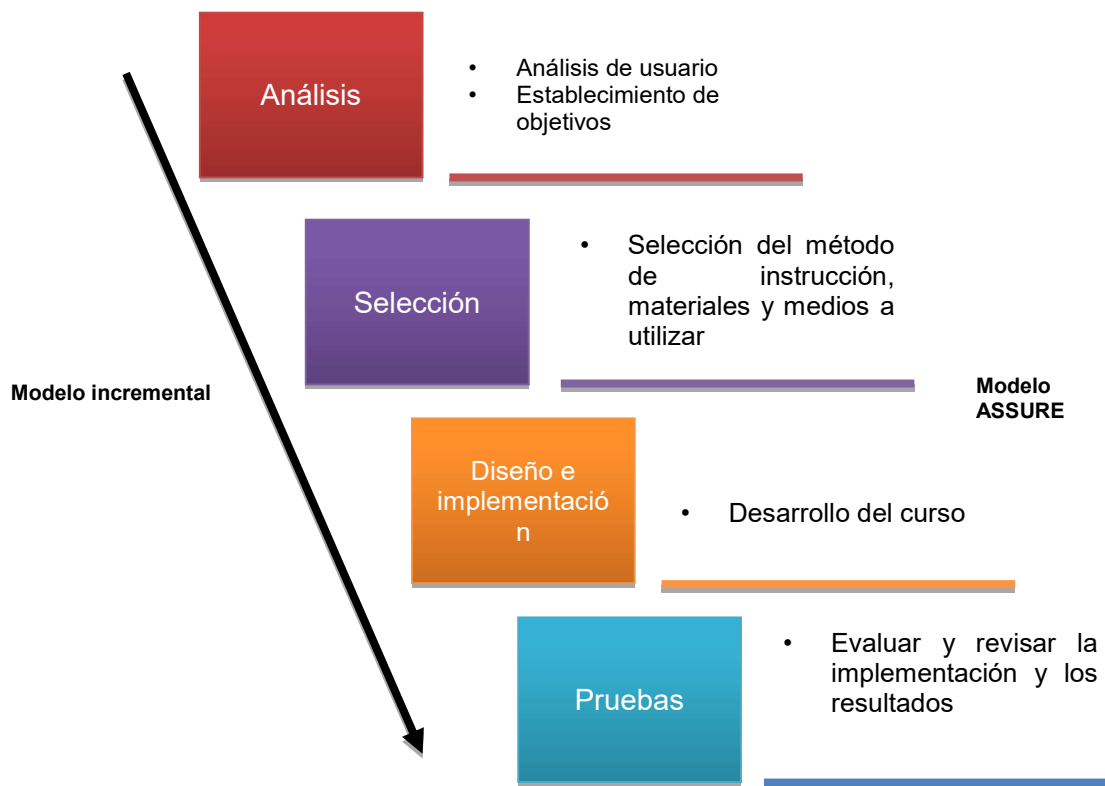 Análisis
• Análisis de usuario
• Establecimiento de
objetivos
Selección
• Selección del método
de instrucción,
materiales y medios a
utilizar
Modelo incremental
Modelo
ASSURE
Diseño e
implementació
n
• Desarrollo del curso
Pruebas
• Evaluar y revisar la
implementación y los
resultados